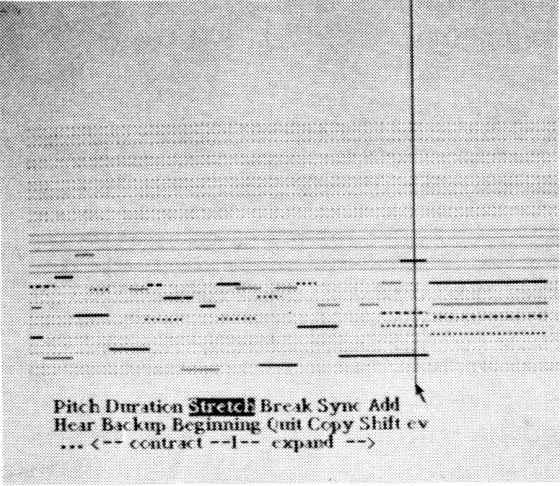 Pitch Duration Stretch Break Sync Add
Hear Backup Beginning Quit Copy Shift ev
... <-- contract --|-- expand -->